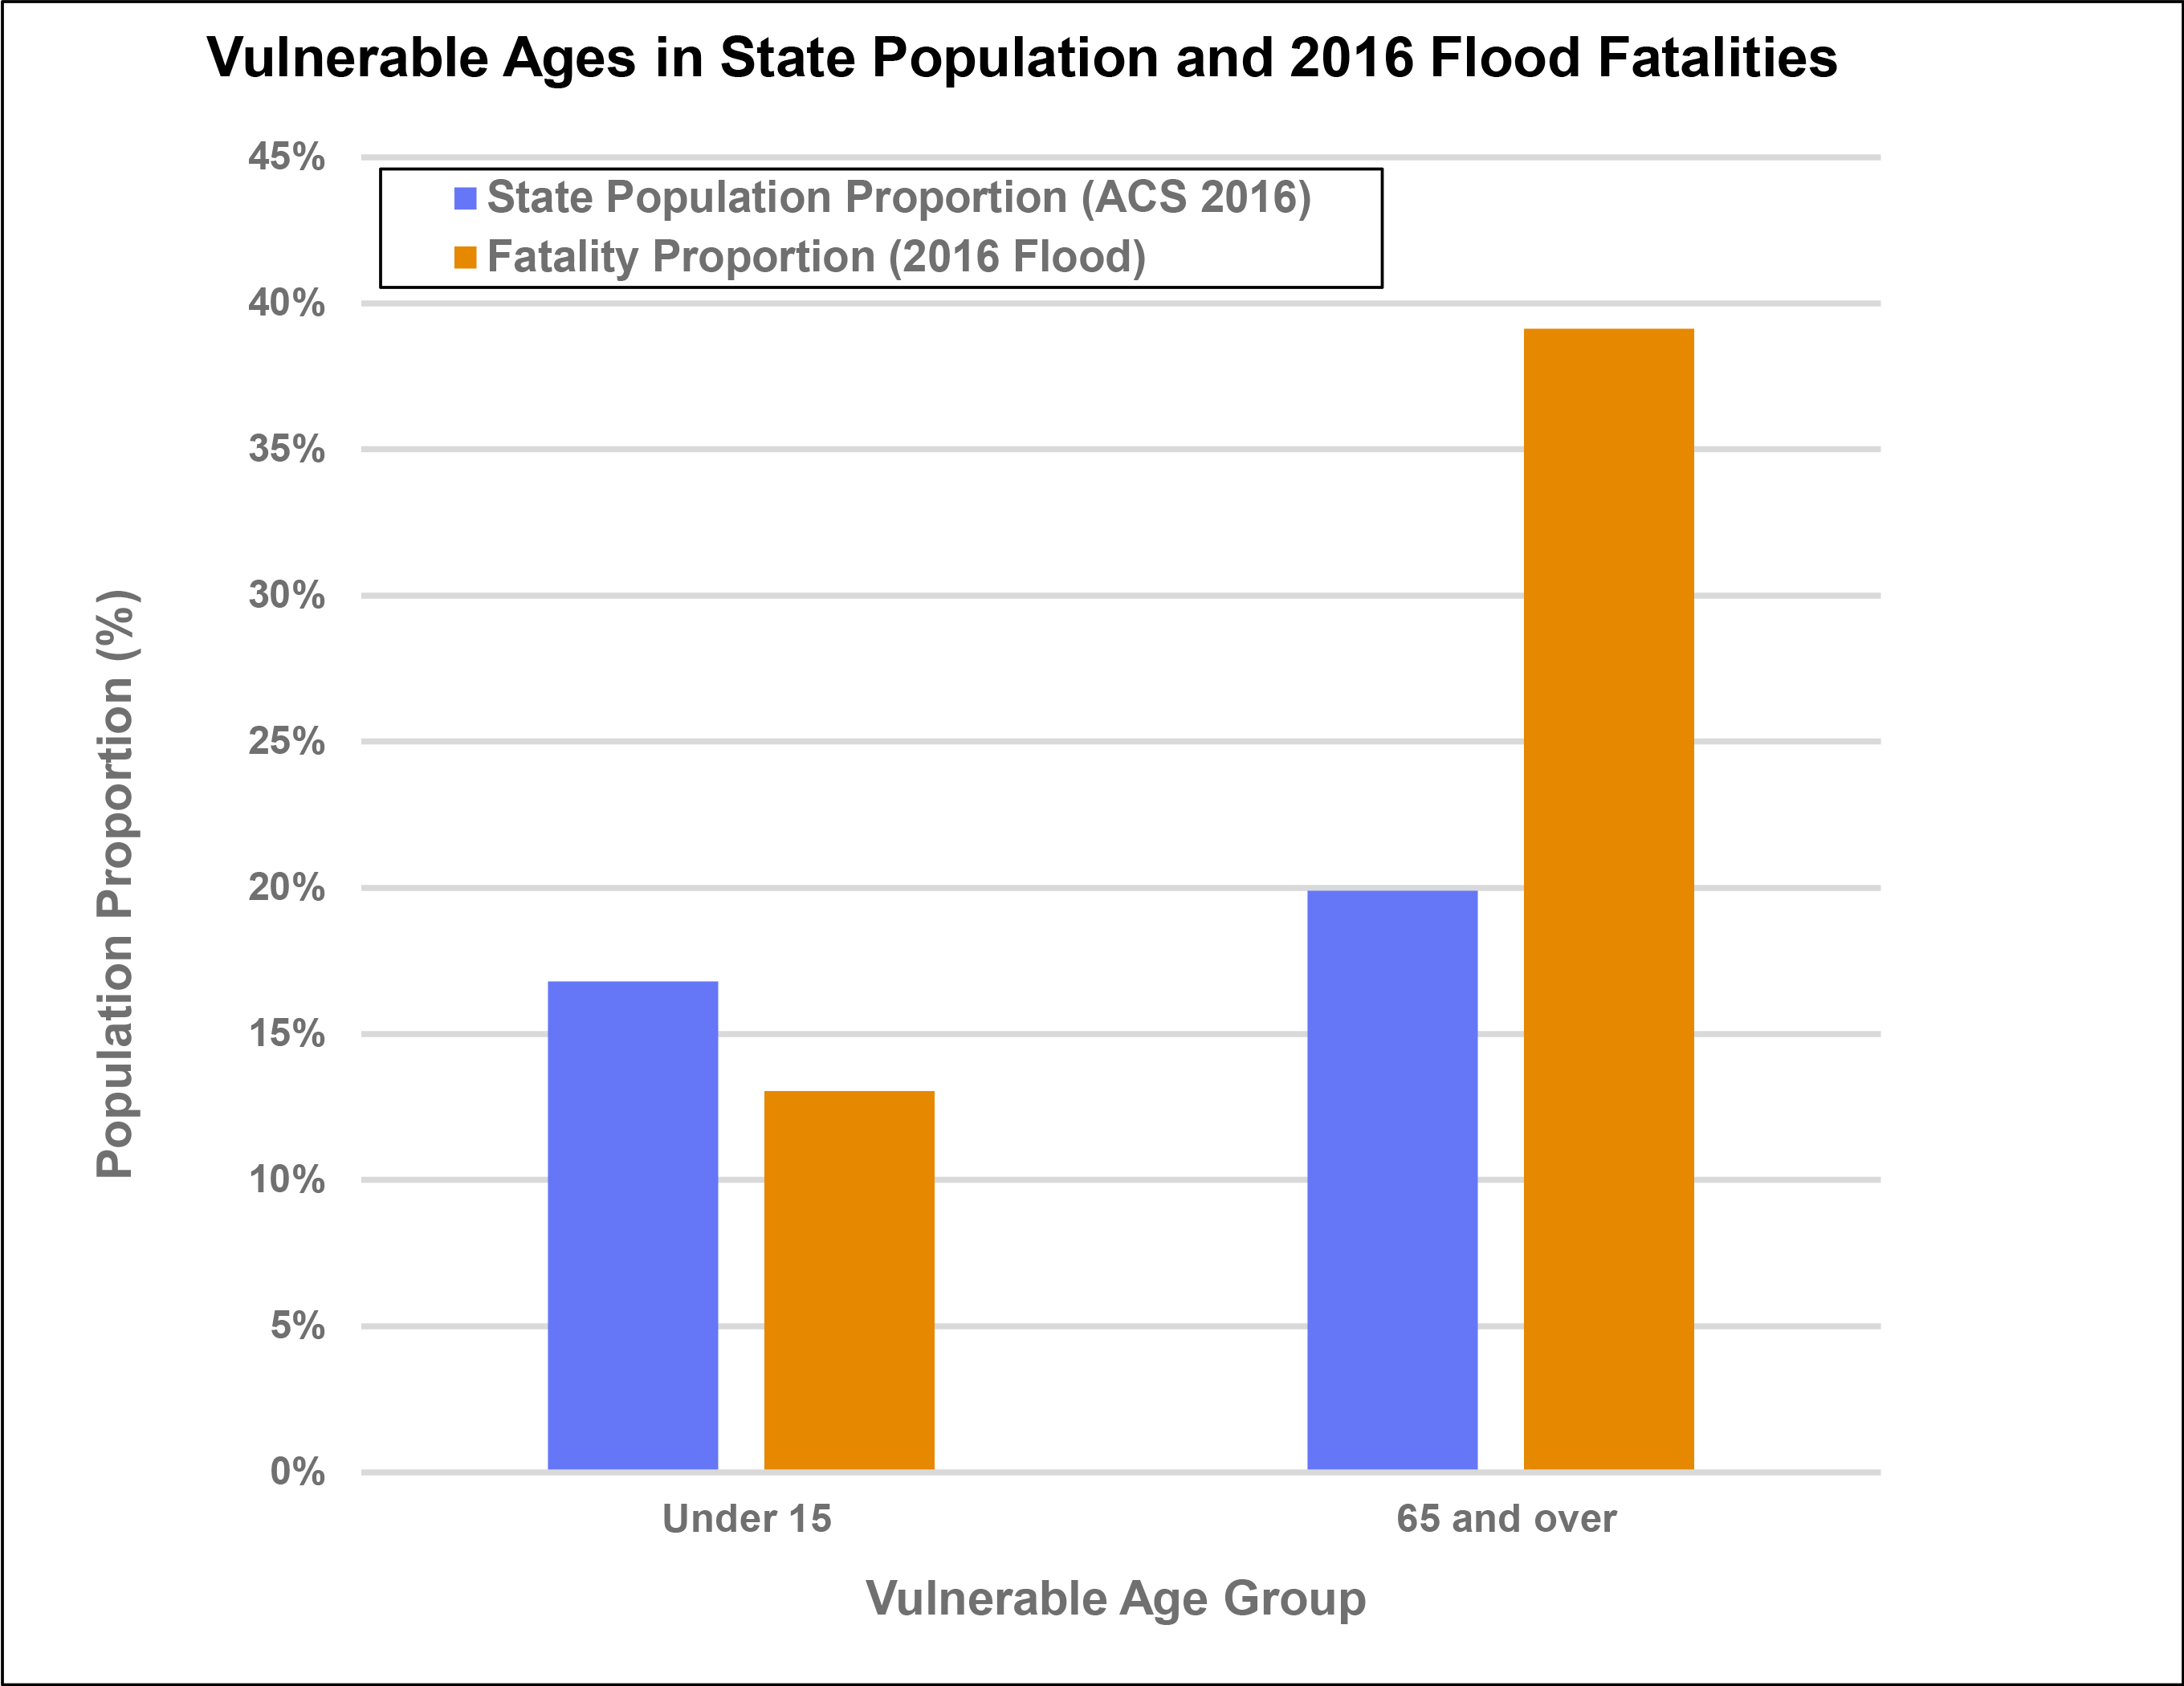 Vulnerable Ages in State Population and 2016 Flood Fatalities
45%
State Population Proportion (ACS 2016)
Fatality Proportion (2016 Flood)
40%
35%
30%
25%
20%
15%
10%
5%
0%
Population Proportion (%)
Under 15
65 and over
Vulnerable Age Group